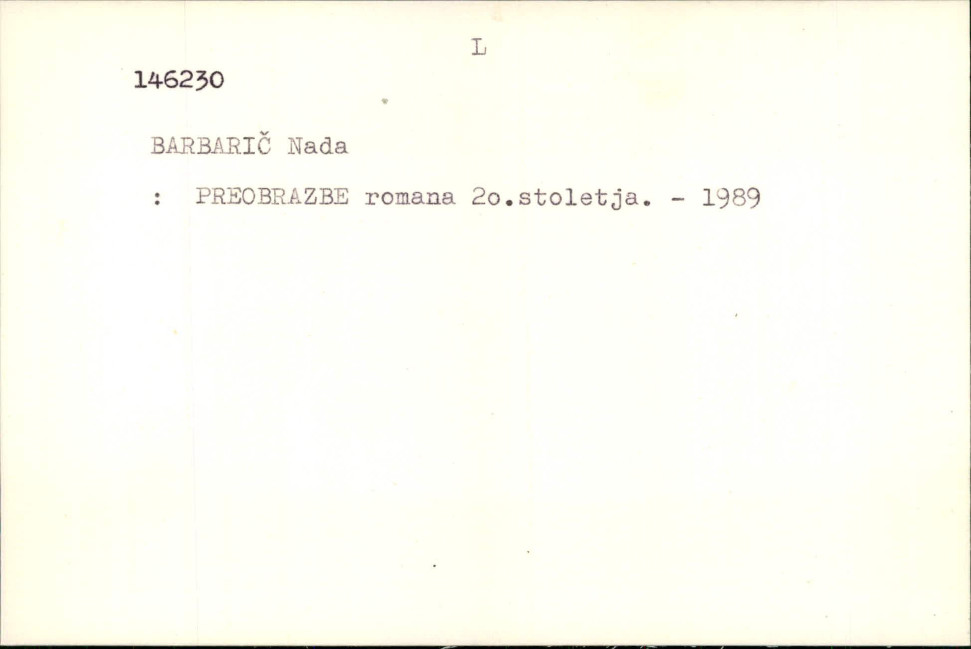 L
146230
BARBARIČ Nada
: PREOBRAZBE romana 2o.stoletja. - 1989